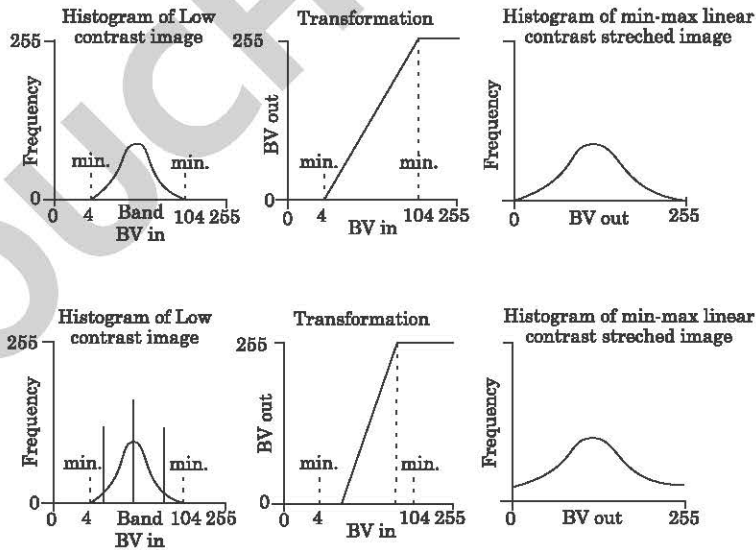 Histogram of Low
contrast image
255
Frequency
min.
min.
0
0
4
Band
104
255
BV in
Transformation
255
BV out
min.
min.
0
0
4
104
255
BV in
Histogram of min-max linear
contrast streched image
Frequency
0
BV out
255
Histogram of Low
contrast image
255
Frequency
min.
min.
0
0
4
Band
104
255
BV in
Transformation
255
BV out
min.
min.
0
0
4
104
255
BV in
Histogram of min-max linear
contrast streched image
Frequency
0
BV out
255